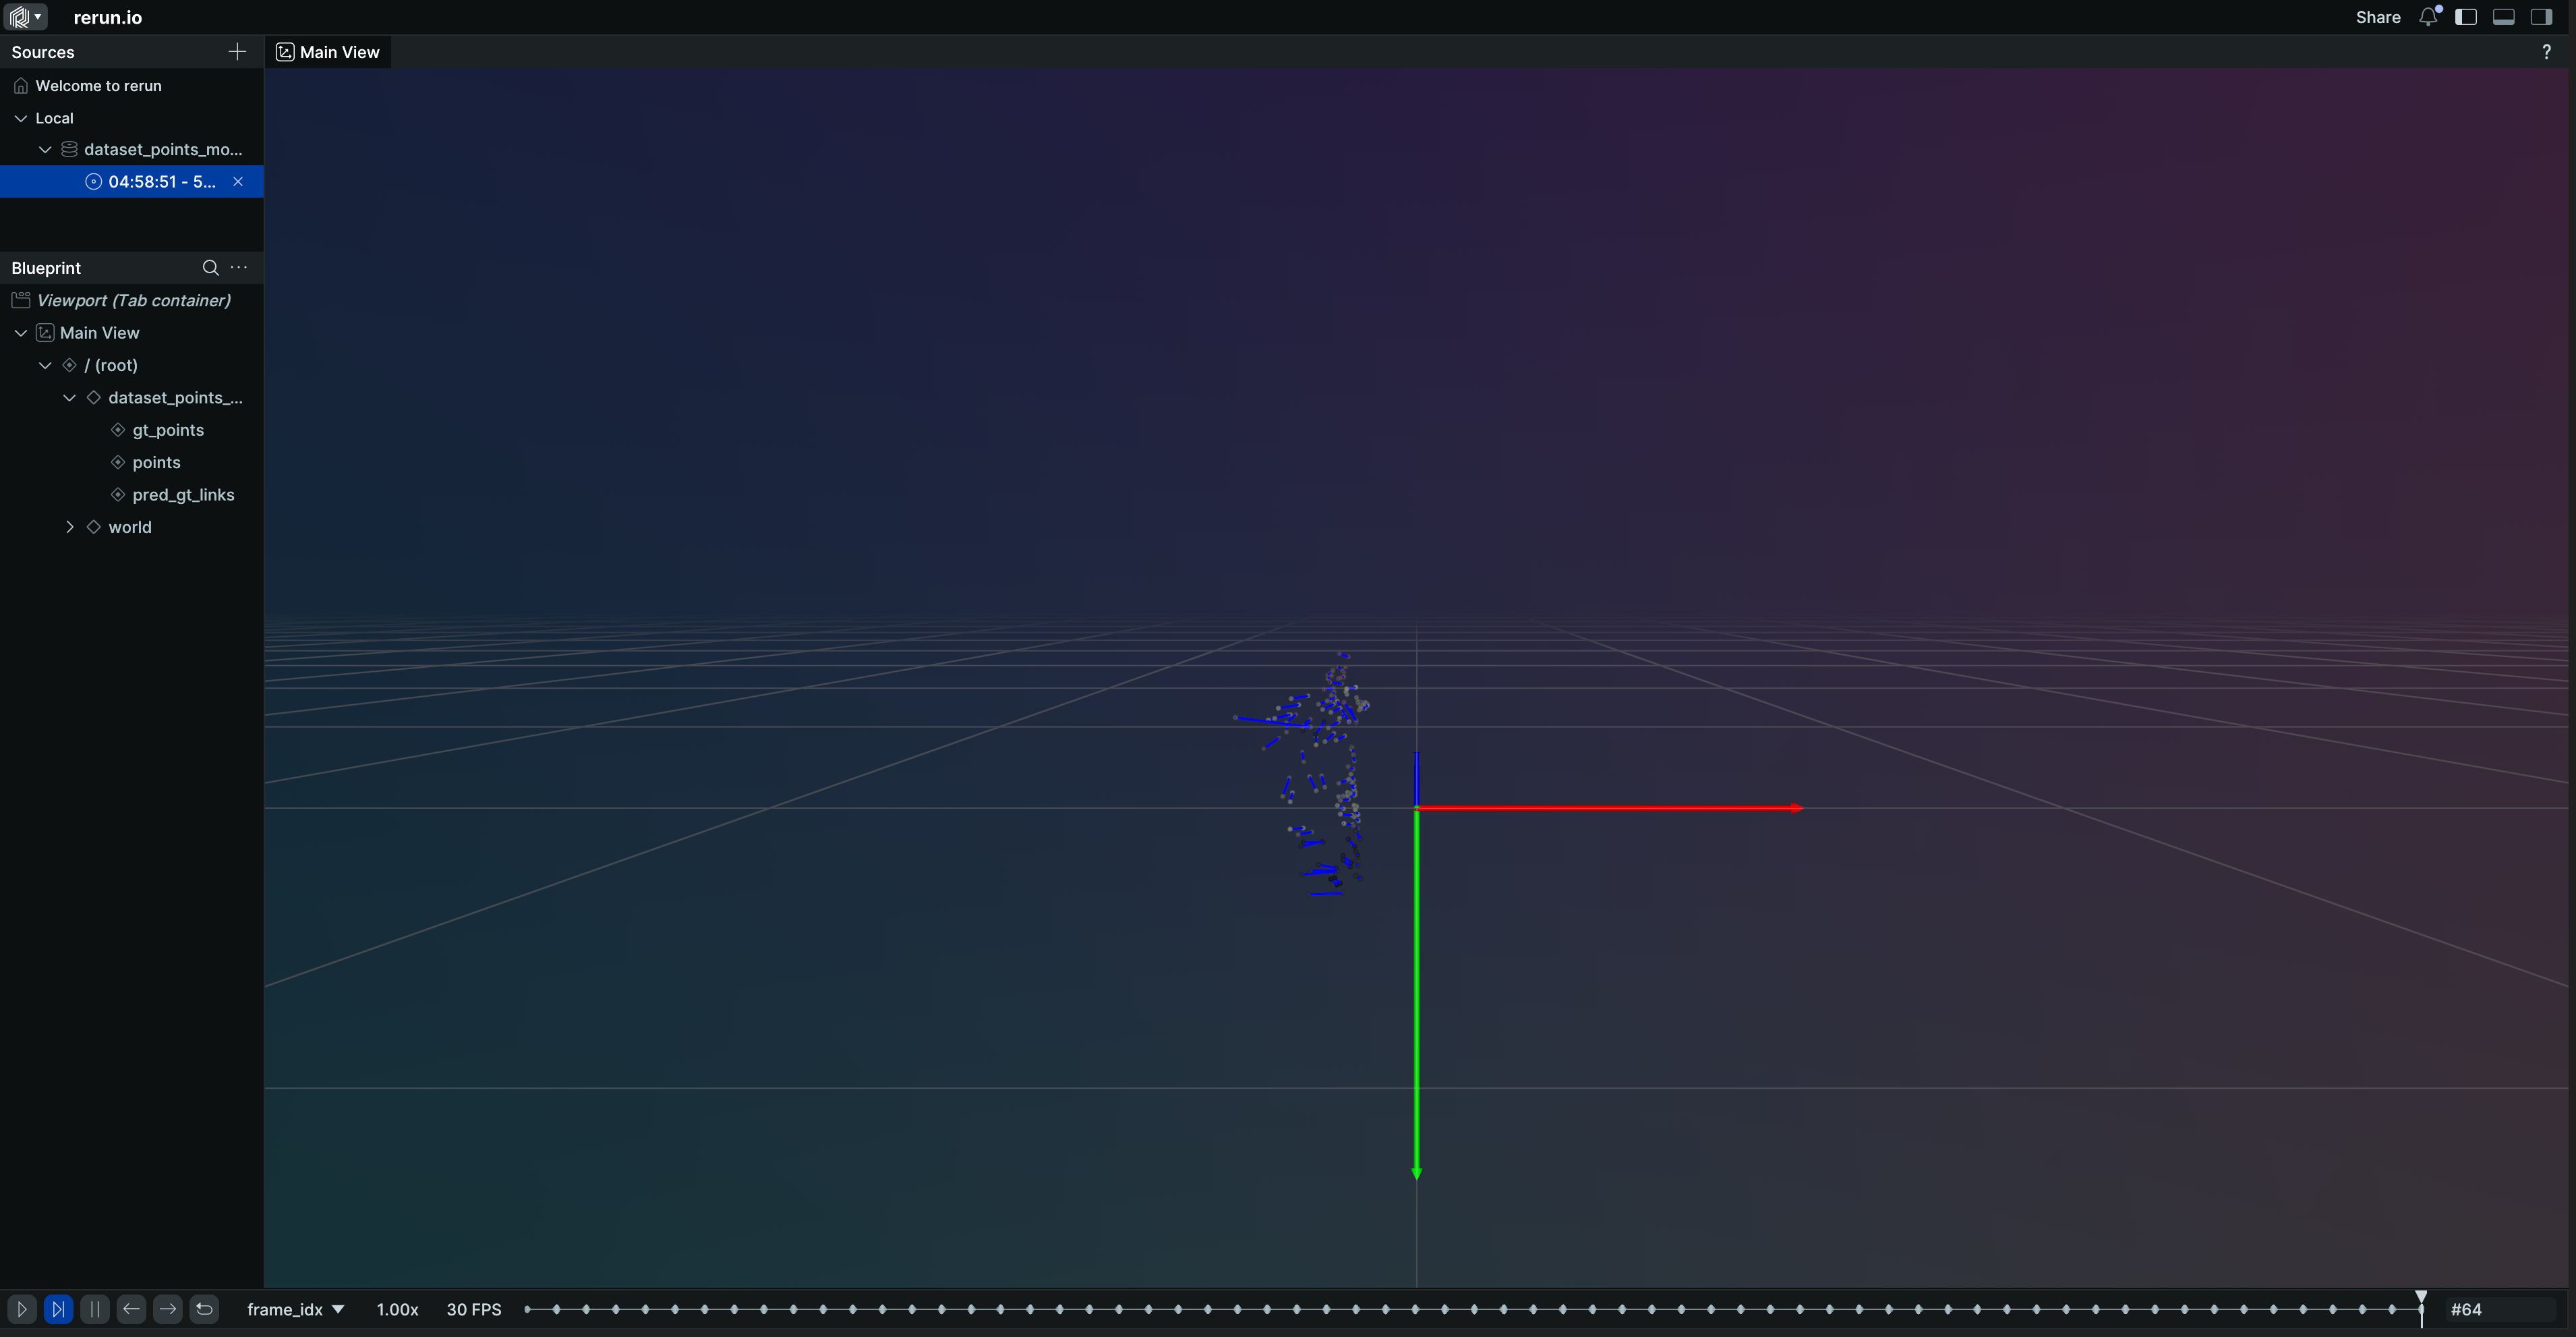 rerun.io
Share
Sources
Main View
?
Welcome to rerun
Local
dataset_points_mo...
04:58:51 - 5...
Blueprint
Viewport (Tab container)
Main View
/ (root)
dataset_points_...
gt_points
points
pred_gt_links
world
frame_idx
1.00x
30 FPS
#64